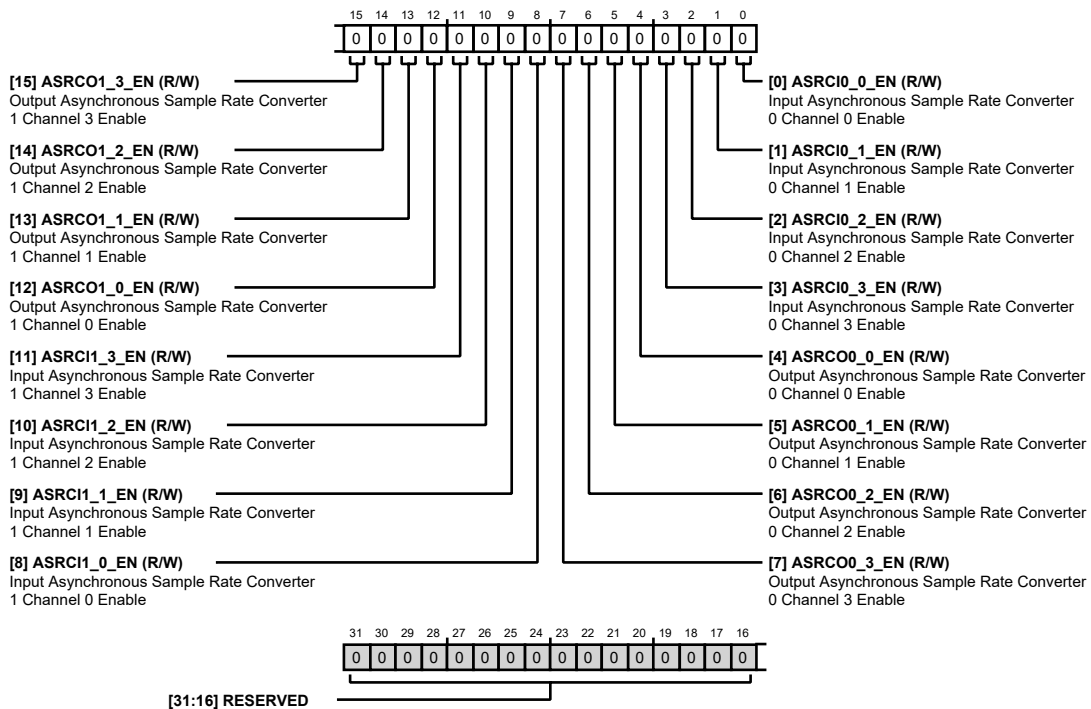 15 14 13 12 11 10 9 8 7 6 5 4 3 2 1 0
0 0 0 0 0 0 0 0 0 0 0 0 0 0 0 0
[15] ASRCO1_3_EN (R/W)
Output Asynchronous Sample Rate Converter
1 Channel 3 Enable
[14] ASRCO1_2_EN (R/W)
Output Asynchronous Sample Rate Converter
1 Channel 2 Enable
[13] ASRCO1_1_EN (R/W)
Output Asynchronous Sample Rate Converter
1 Channel 1 Enable
[12] ASRCO1_0_EN (R/W)
Output Asynchronous Sample Rate Converter
1 Channel 0 Enable
[11] ASRCI1_3_EN (R/W)
Input Asynchronous Sample Rate Converter
1 Channel 3 Enable
[10] ASRCI1_2_EN (R/W)
Input Asynchronous Sample Rate Converter
1 Channel 2 Enable
[9] ASRCI1_1_EN (R/W)
Input Asynchronous Sample Rate Converter
1 Channel 1 Enable
[8] ASRCI1_0_EN (R/W)
Input Asynchronous Sample Rate Converter
1 Channel 0 Enable
[0] ASRCI0_0_EN (R/W)
Input Asynchronous Sample Rate Converter
0 Channel 0 Enable
[1] ASRCI0_1_EN (R/W)
Input Asynchronous Sample Rate Converter
0 Channel 1 Enable
[2] ASRCI0_2_EN (R/W)
Input Asynchronous Sample Rate Converter
0 Channel 2 Enable
[3] ASRCI0_3_EN (R/W)
Input Asynchronous Sample Rate Converter
0 Channel 3 Enable
[4] ASRCO0_0_EN (R/W)
Output Asynchronous Sample Rate Converter
0 Channel 0 Enable
[5] ASRCO0_1_EN (R/W)
Output Asynchronous Sample Rate Converter
0 Channel 1 Enable
[6] ASRCO0_2_EN (R/W)
Output Asynchronous Sample Rate Converter
0 Channel 2 Enable
[7] ASRCO0_3_EN (R/W)
Output Asynchronous Sample Rate Converter
0 Channel 3 Enable
31 30 29 28 27 26 25 24 23 22 21 20 19 18 17 16
0 0 0 0 0 0 0 0 0 0 0 0 0 0 0 0
[31:16] RESERVED